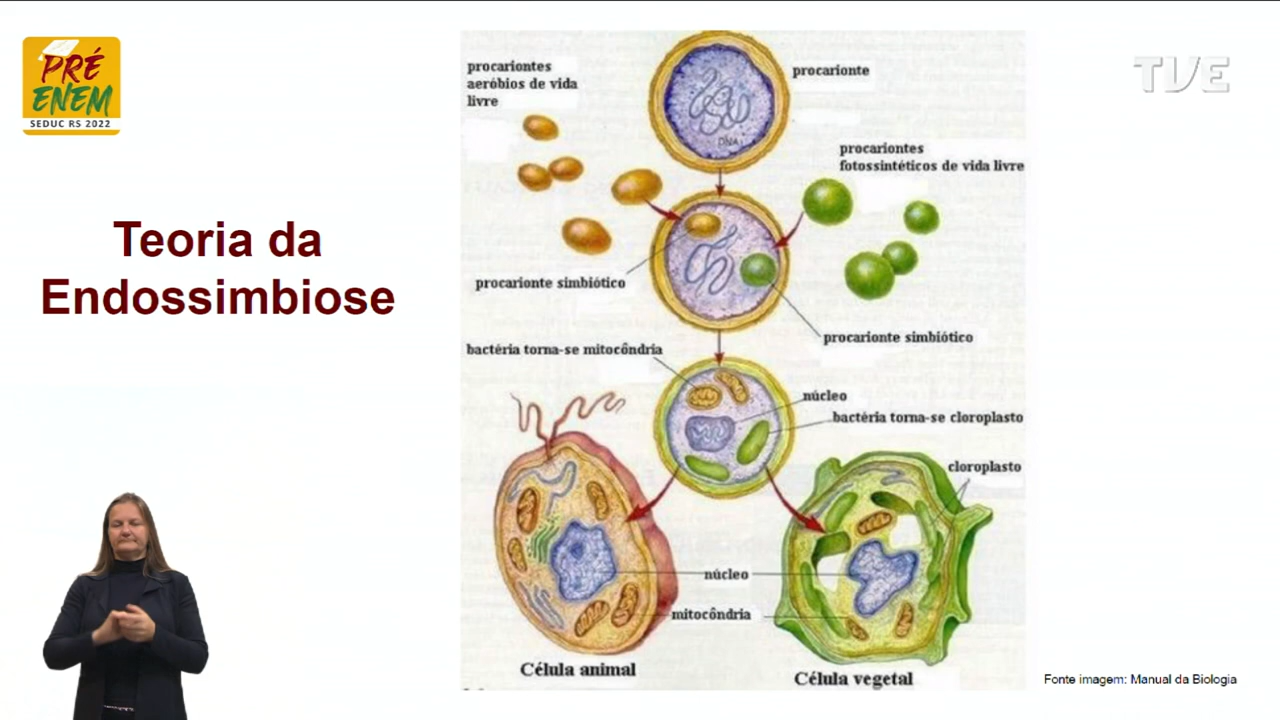 PRÉ
ENEM
SEDUC RS 2022
TVE
Teoria da
Endossimbiose
procariontes
aeróbios de vida
livre
procarionte
DNA
procariontes
fotossintéticos de vida livre
procarionte simbiótico
procarionte simbiótico
bactéria torna-se mitocôndria
núcleo
bactéria torna-se cloroplasto
cloroplasto
núcleo
mitocôndria
Célula animal
Célula vegetal
Fonte imagem: Manual da Biologia